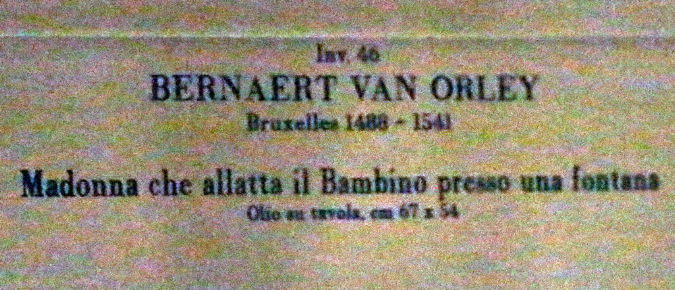 Inv. 46
BERNAERT VAN ORLEY
Bruxelles 1488 - 1541
Madonna che allatta il Bambino presso una fontana
Olio su tavola, cm 67 x 54